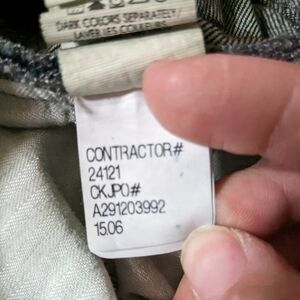 DARK COLORS SEPARATELY/
LAVER LES COULEURS
CONTRACTOR#
24121
CKJPO#
A291203992
15.06